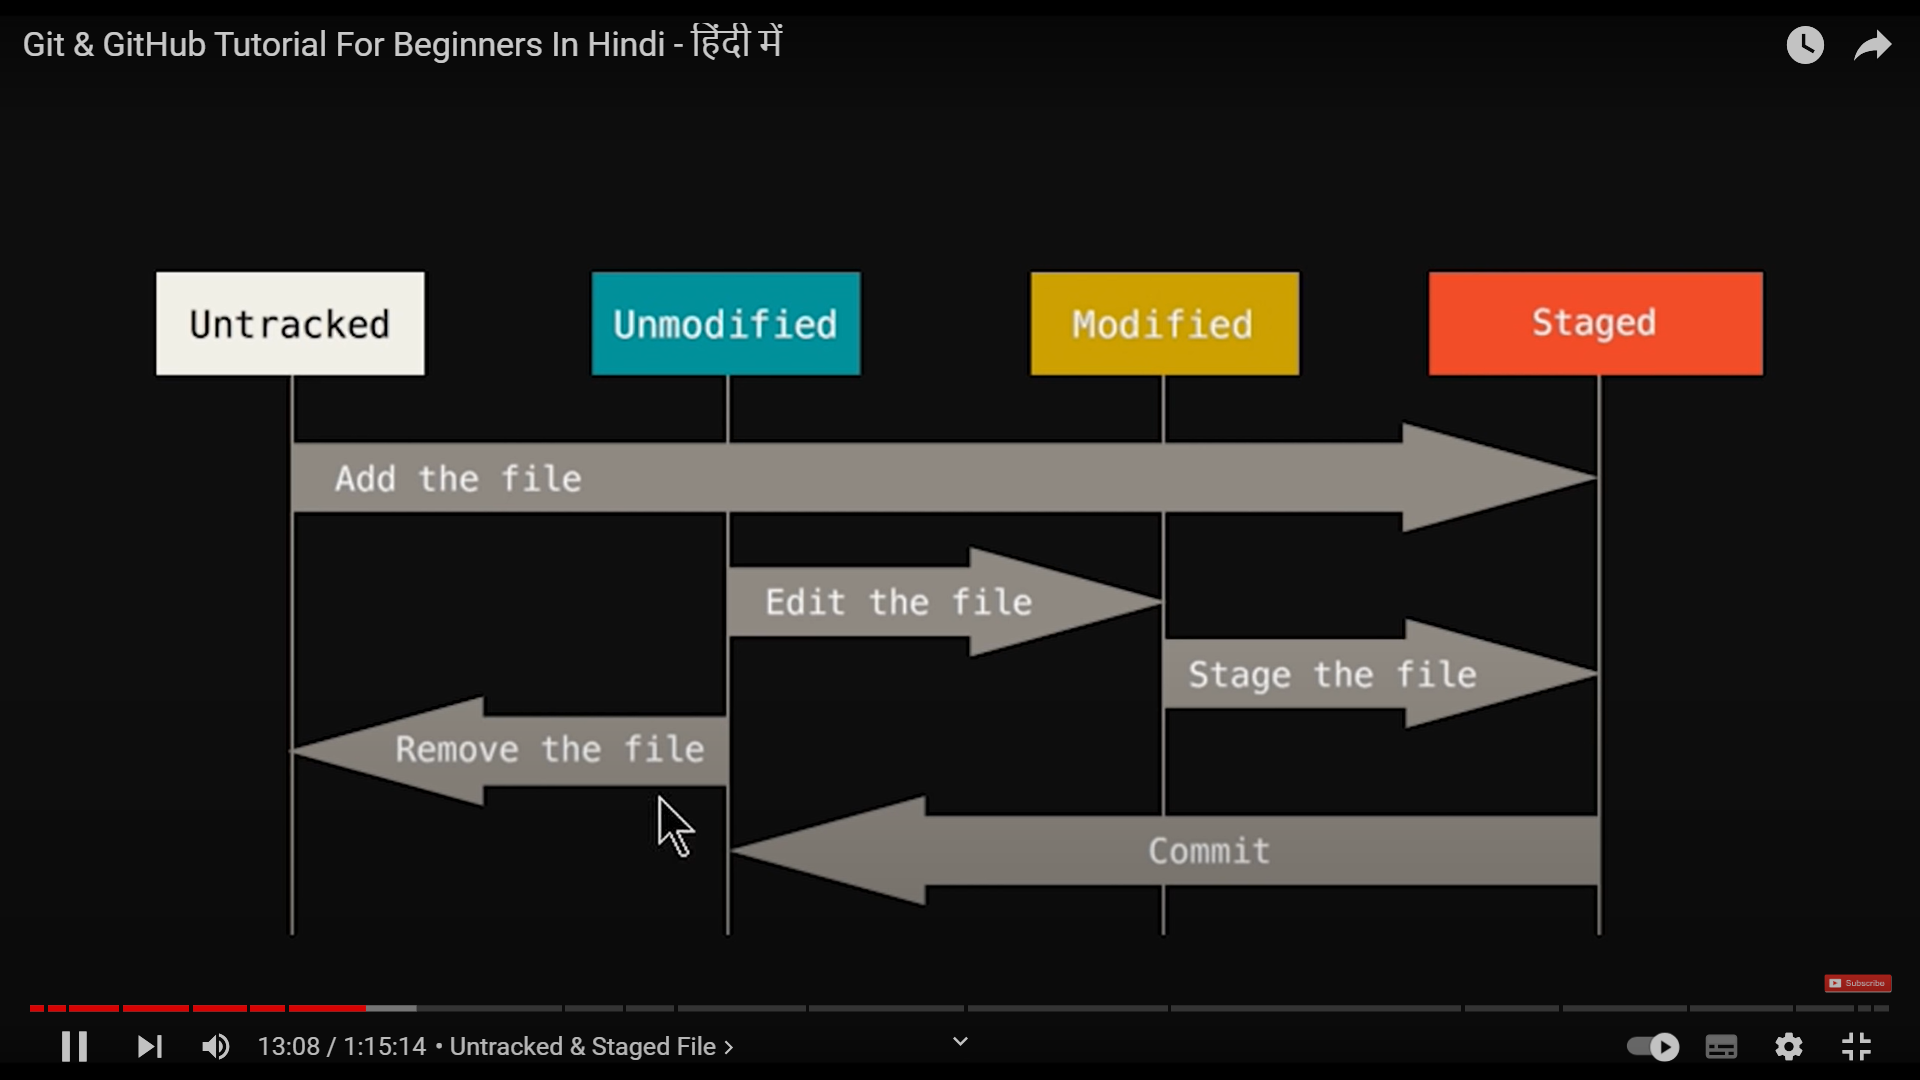 Git & GitHub Tutorial For Beginners In Hindi - हिंदी में
Untracked
Unmodified
Modified
Staged
Add the file
Edit the file
Stage the file
Remove the file
Commit
Subscribe
13:08 / 1:15:14 • Untracked & Staged File >